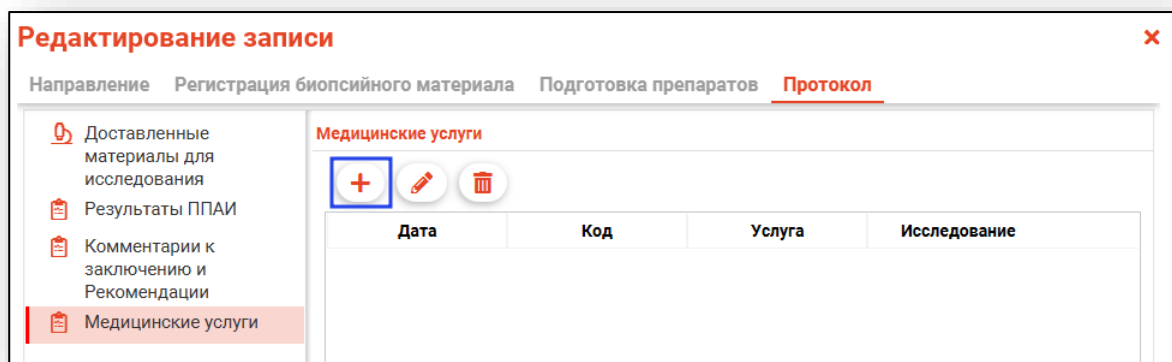 Редактирование записи
Направление Регистрация биопсийного материала Подготовка препаратов Протокол
Доставленные
материалы для
исследования
Результаты ППАИ
Комментарии к
заключению и
Рекомендации
Медицинские услуги
Медицинские услуги
Дата Код Услуга Исследование